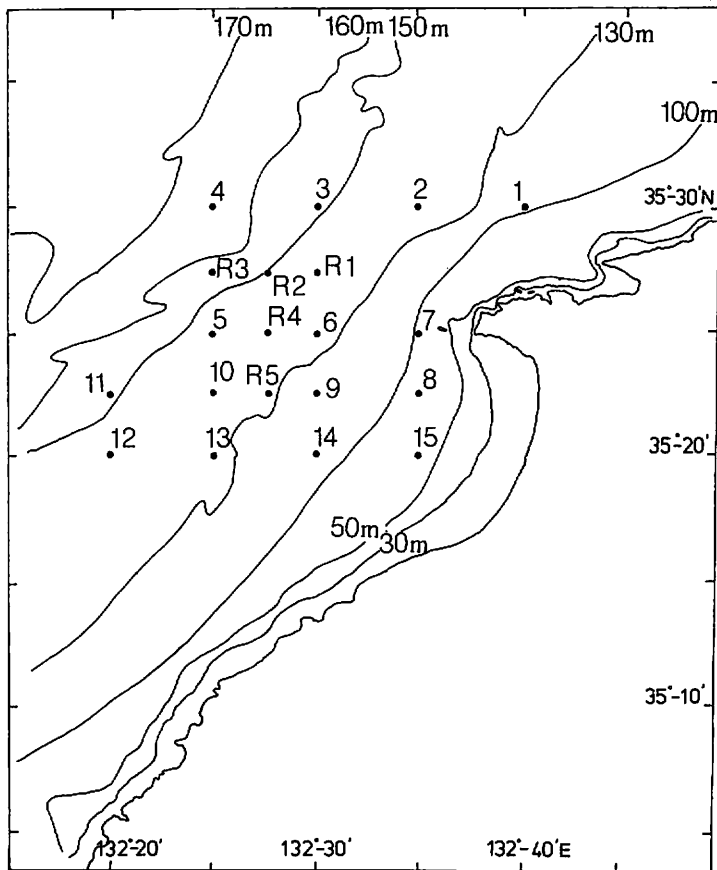 170m 160m 150m 130m
100m
4 3 2 1 35°-30'N
R3 R2 R1
5 R4 6 7
11 10 R5 9 8
12 13 14 15 35°-20'
50m 30m
35°-10'
132°-20' 132°-30' 132°-40'E